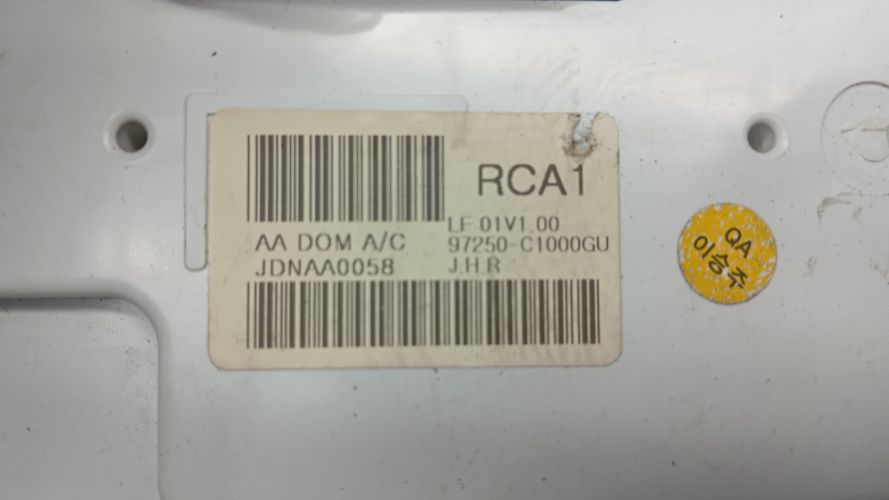 RCA1
LF 01V1.00
AA DOM A/C
97250-C1000GU
JDNAA0058
J.H.R
QA
이승주